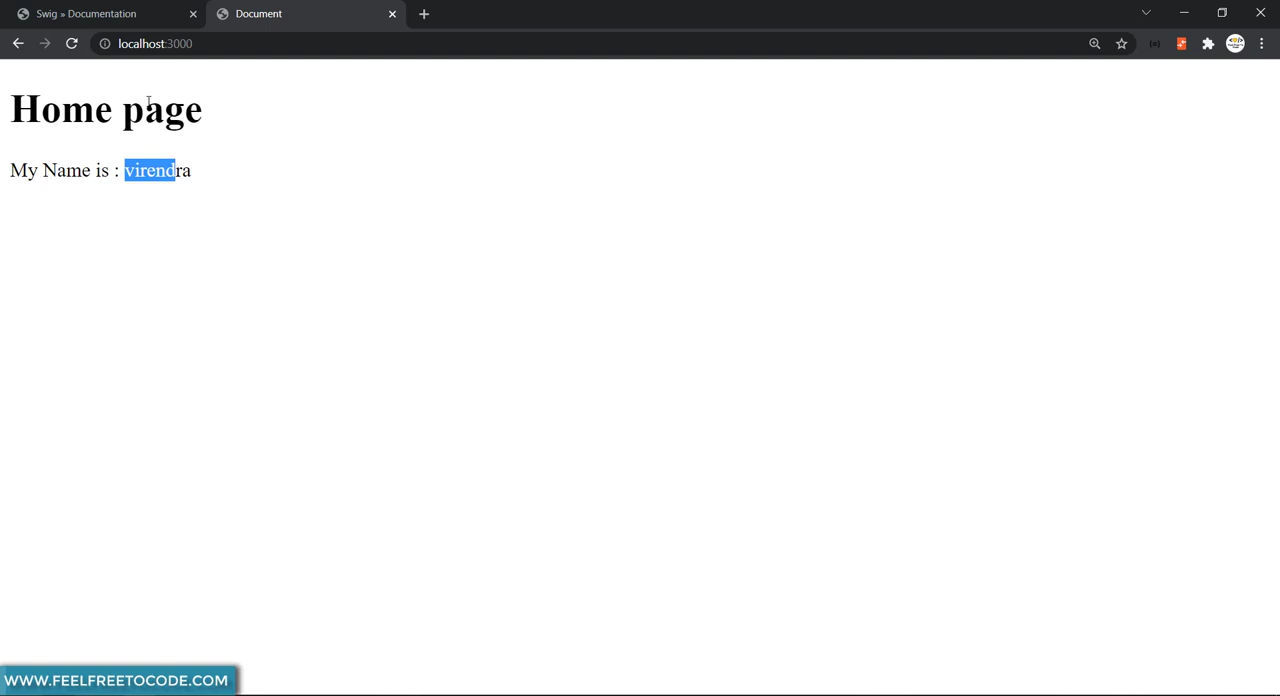 Swig » Documentation
Document
localhost:3000
Home page
My Name is : virendra
WWW.FEELFREETOCODE.COM